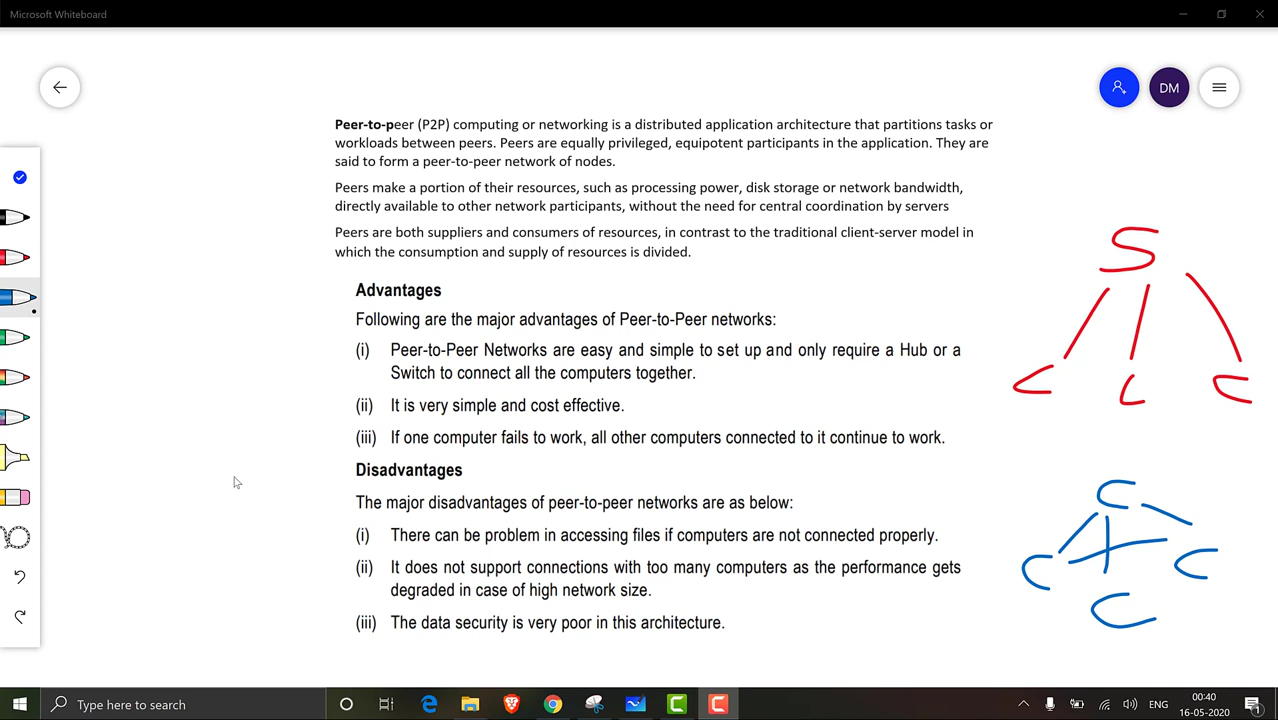 Microsoft Whiteboard
DM
Peer-to-peer (P2P) computing or networking is a distributed application architecture that partitions tasks or
workloads between peers. Peers are equally privileged, equipotent participants in the application. They are
said to form a peer-to-peer network of nodes.
Peers make a portion of their resources, such as processing power, disk storage or network bandwidth,
directly available to other network participants, without the need for central coordination by servers
Peers are both suppliers and consumers of resources, in contrast to the traditional client-server model in
which the consumption and supply of resources is divided.
Advantages
Following are the major advantages of Peer-to-Peer networks:
(i) Peer-to-Peer Networks are easy and simple to set up and only require a Hub or a
Switch to connect all the computers together.
(ii) It is very simple and cost effective.
(iii) If one computer fails to work, all other computers connected to it continue to work.
Disadvantages
The major disadvantages of peer-to-peer networks are as below:
(i) There can be problem in accessing files if computers are not connected properly.
(ii) It does not support connections with too many computers as the performance gets
degraded in case of high network size.
(iii) The data security is very poor in this architecture.
S
C C C
C
C C
C
Type here to search
ENG
00:40
16-05-2020
1